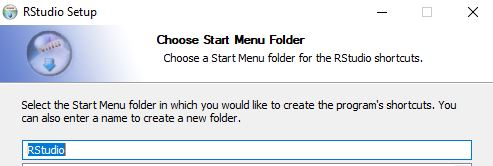 RStudio Setup
Choose Start Menu Folder
Choose a Start Menu folder for the RStudio shortcuts.
Select the Start Menu folder in which you would like to create the program's shortcuts. You
can also enter a name to create a new folder.
RStudio